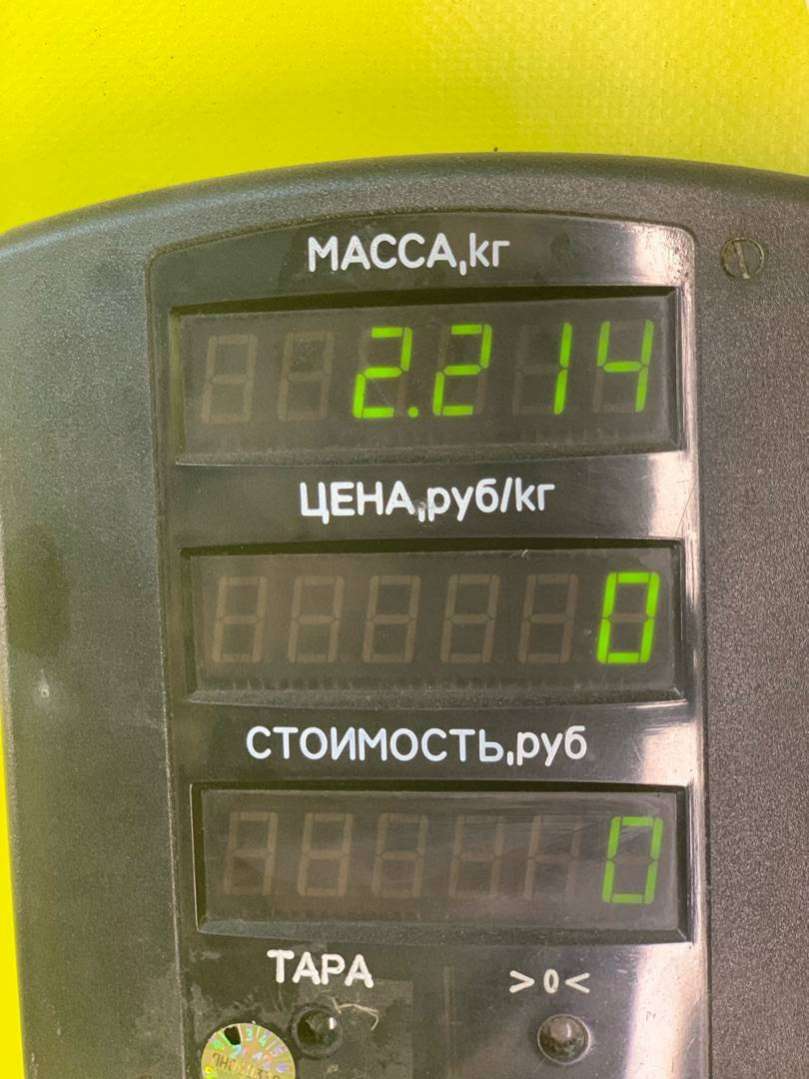 МАССА,кг
2.214
ЦЕНА,руб/кг
0
СТОИМОСТЬ,руб
0
ТАРА >0<